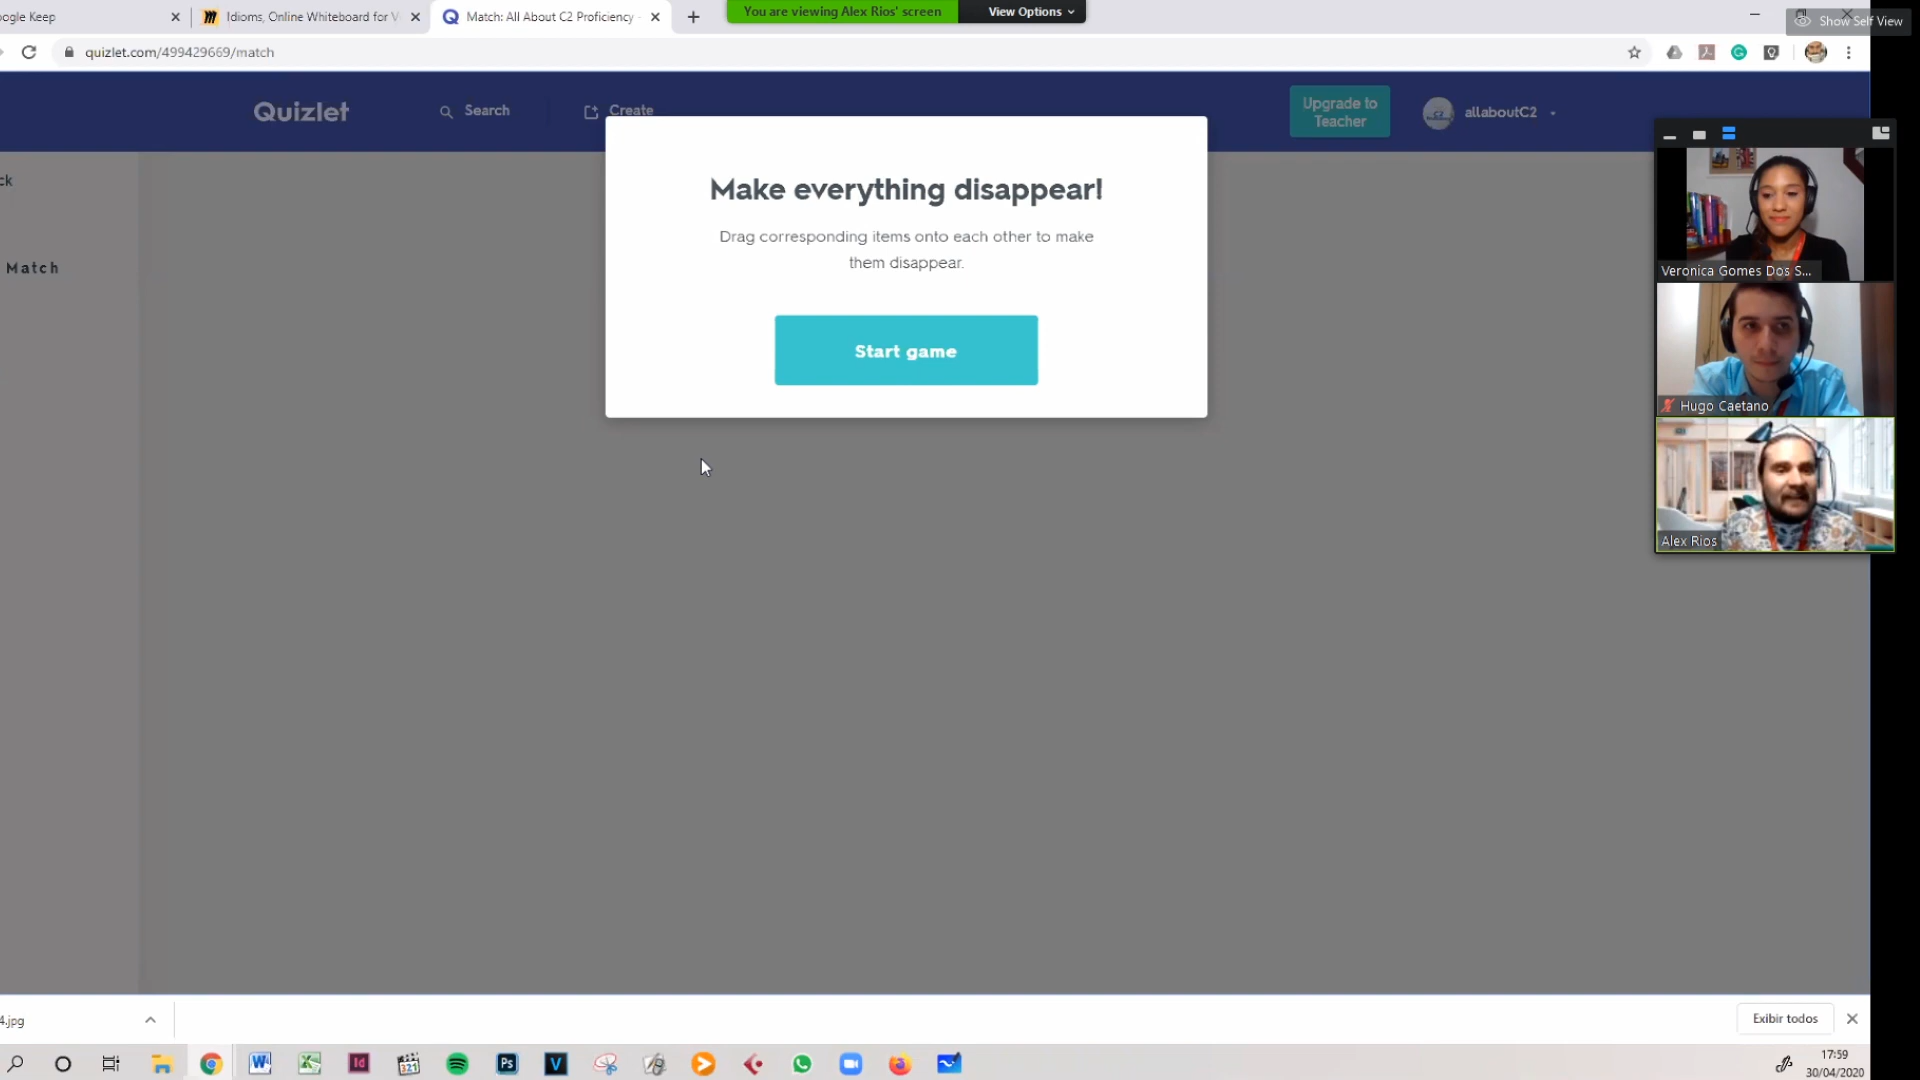 ogle Keep
Idioms, Online Whiteboard for V
Match: All About C2 Proficiency
You are viewing Alex Rios' screen
View Options
Show Self View
quizlet.com/499429669/match
Quizlet
Search
Create
Upgrade to
Teacher
allaboutC2
ck
Match
Make everything disappear!
Drag corresponding items onto each other to make
them disappear.
Start game
Veronica Gomes Dos S...
Hugo Caetano
Alex Rios
4.jpg
Exibir todos
17:59
30/04/2020